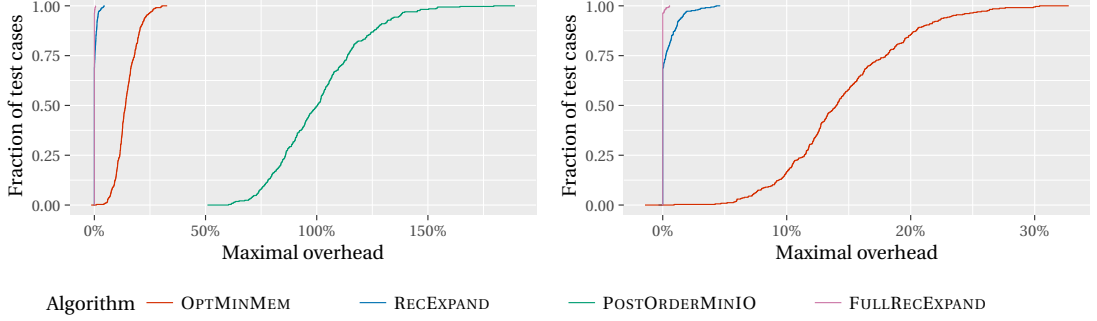 1.00
0.75
0.50
0.25
0.00
Fraction of test cases
0% 50% 100% 150%
Maximal overhead
1.00
0.75
0.50
0.25
0.00
Fraction of test cases
0% 10% 20% 30%
Maximal overhead
Algorithm OPTMINMEM RECEXPAND POSTORDERMINIO FULLRECEXPAND